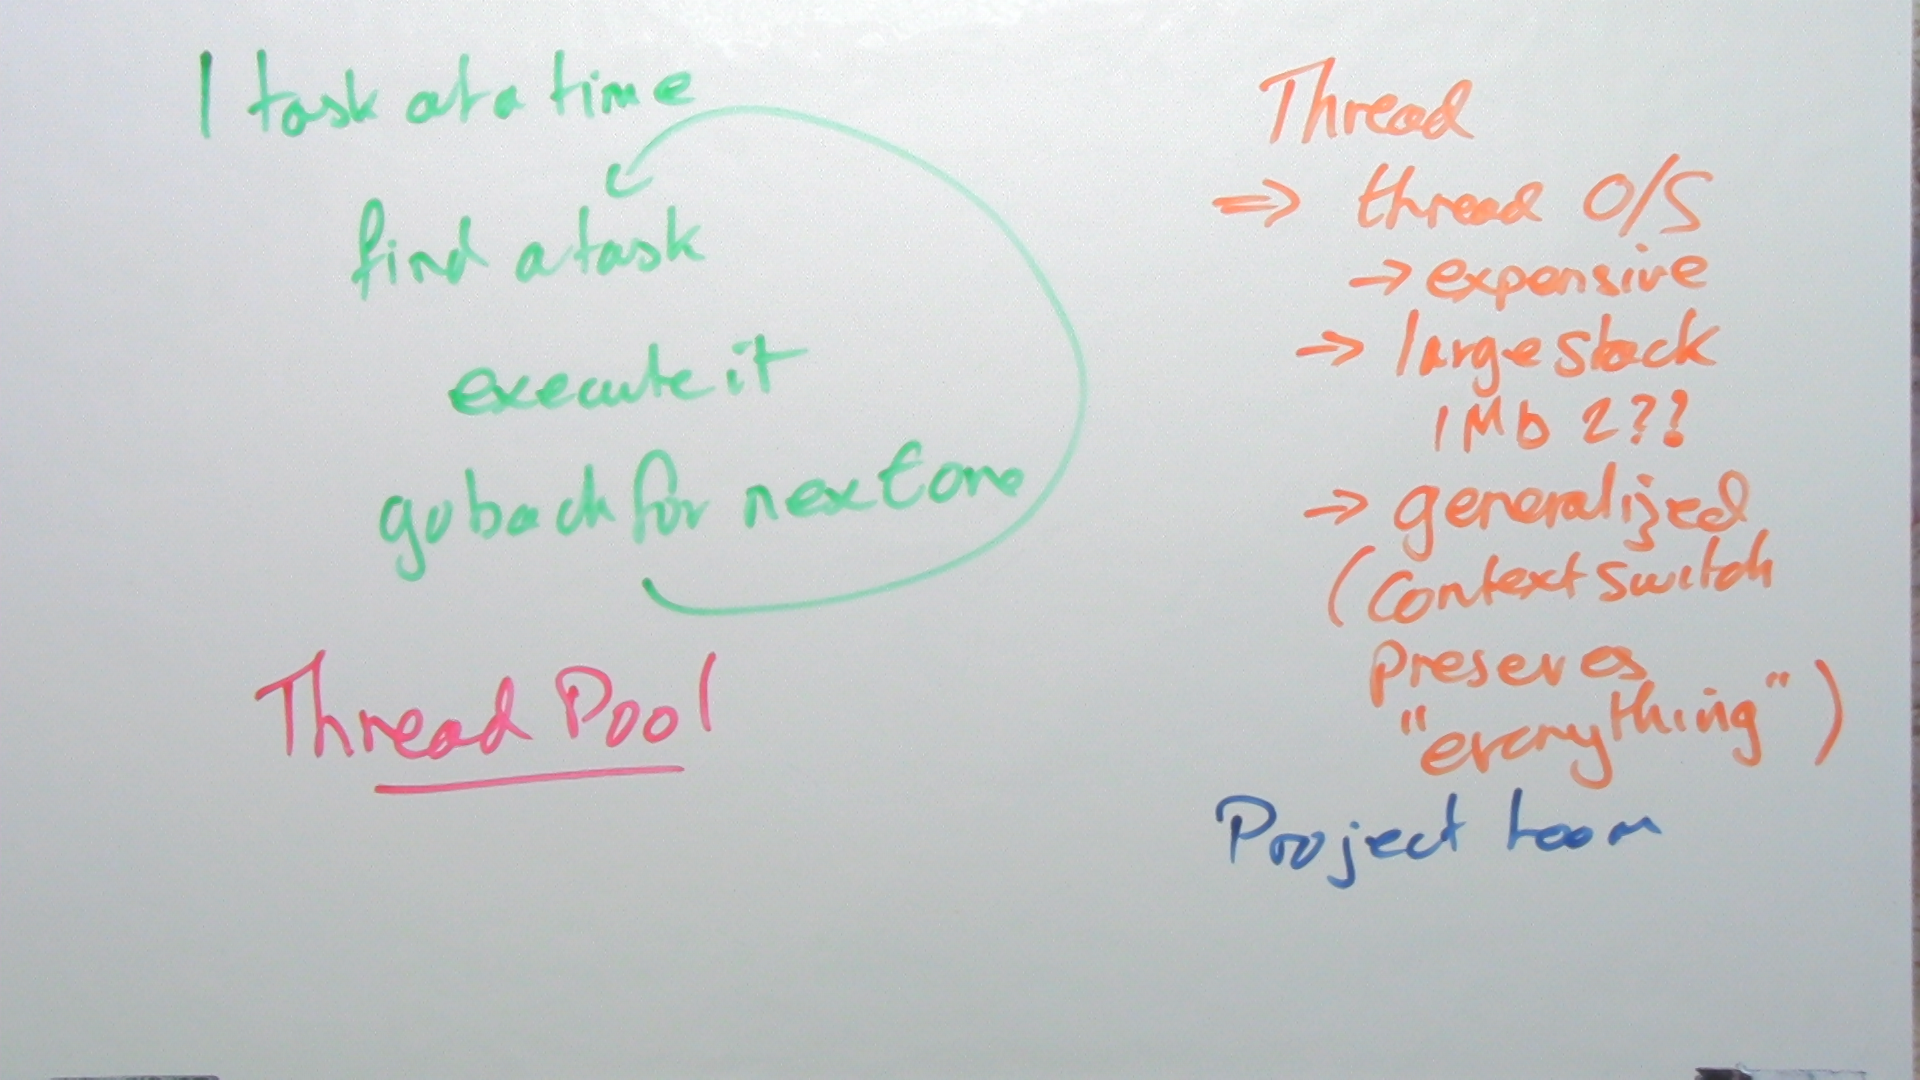 1 task at a time
find a task
execute it
go back for next one
Thread Pool
Thread
⇒ thread O/S
→ expensive
→ large stack
1Mb 2??
→ generalized
(context switch
preserves
"everything")
Project Loom